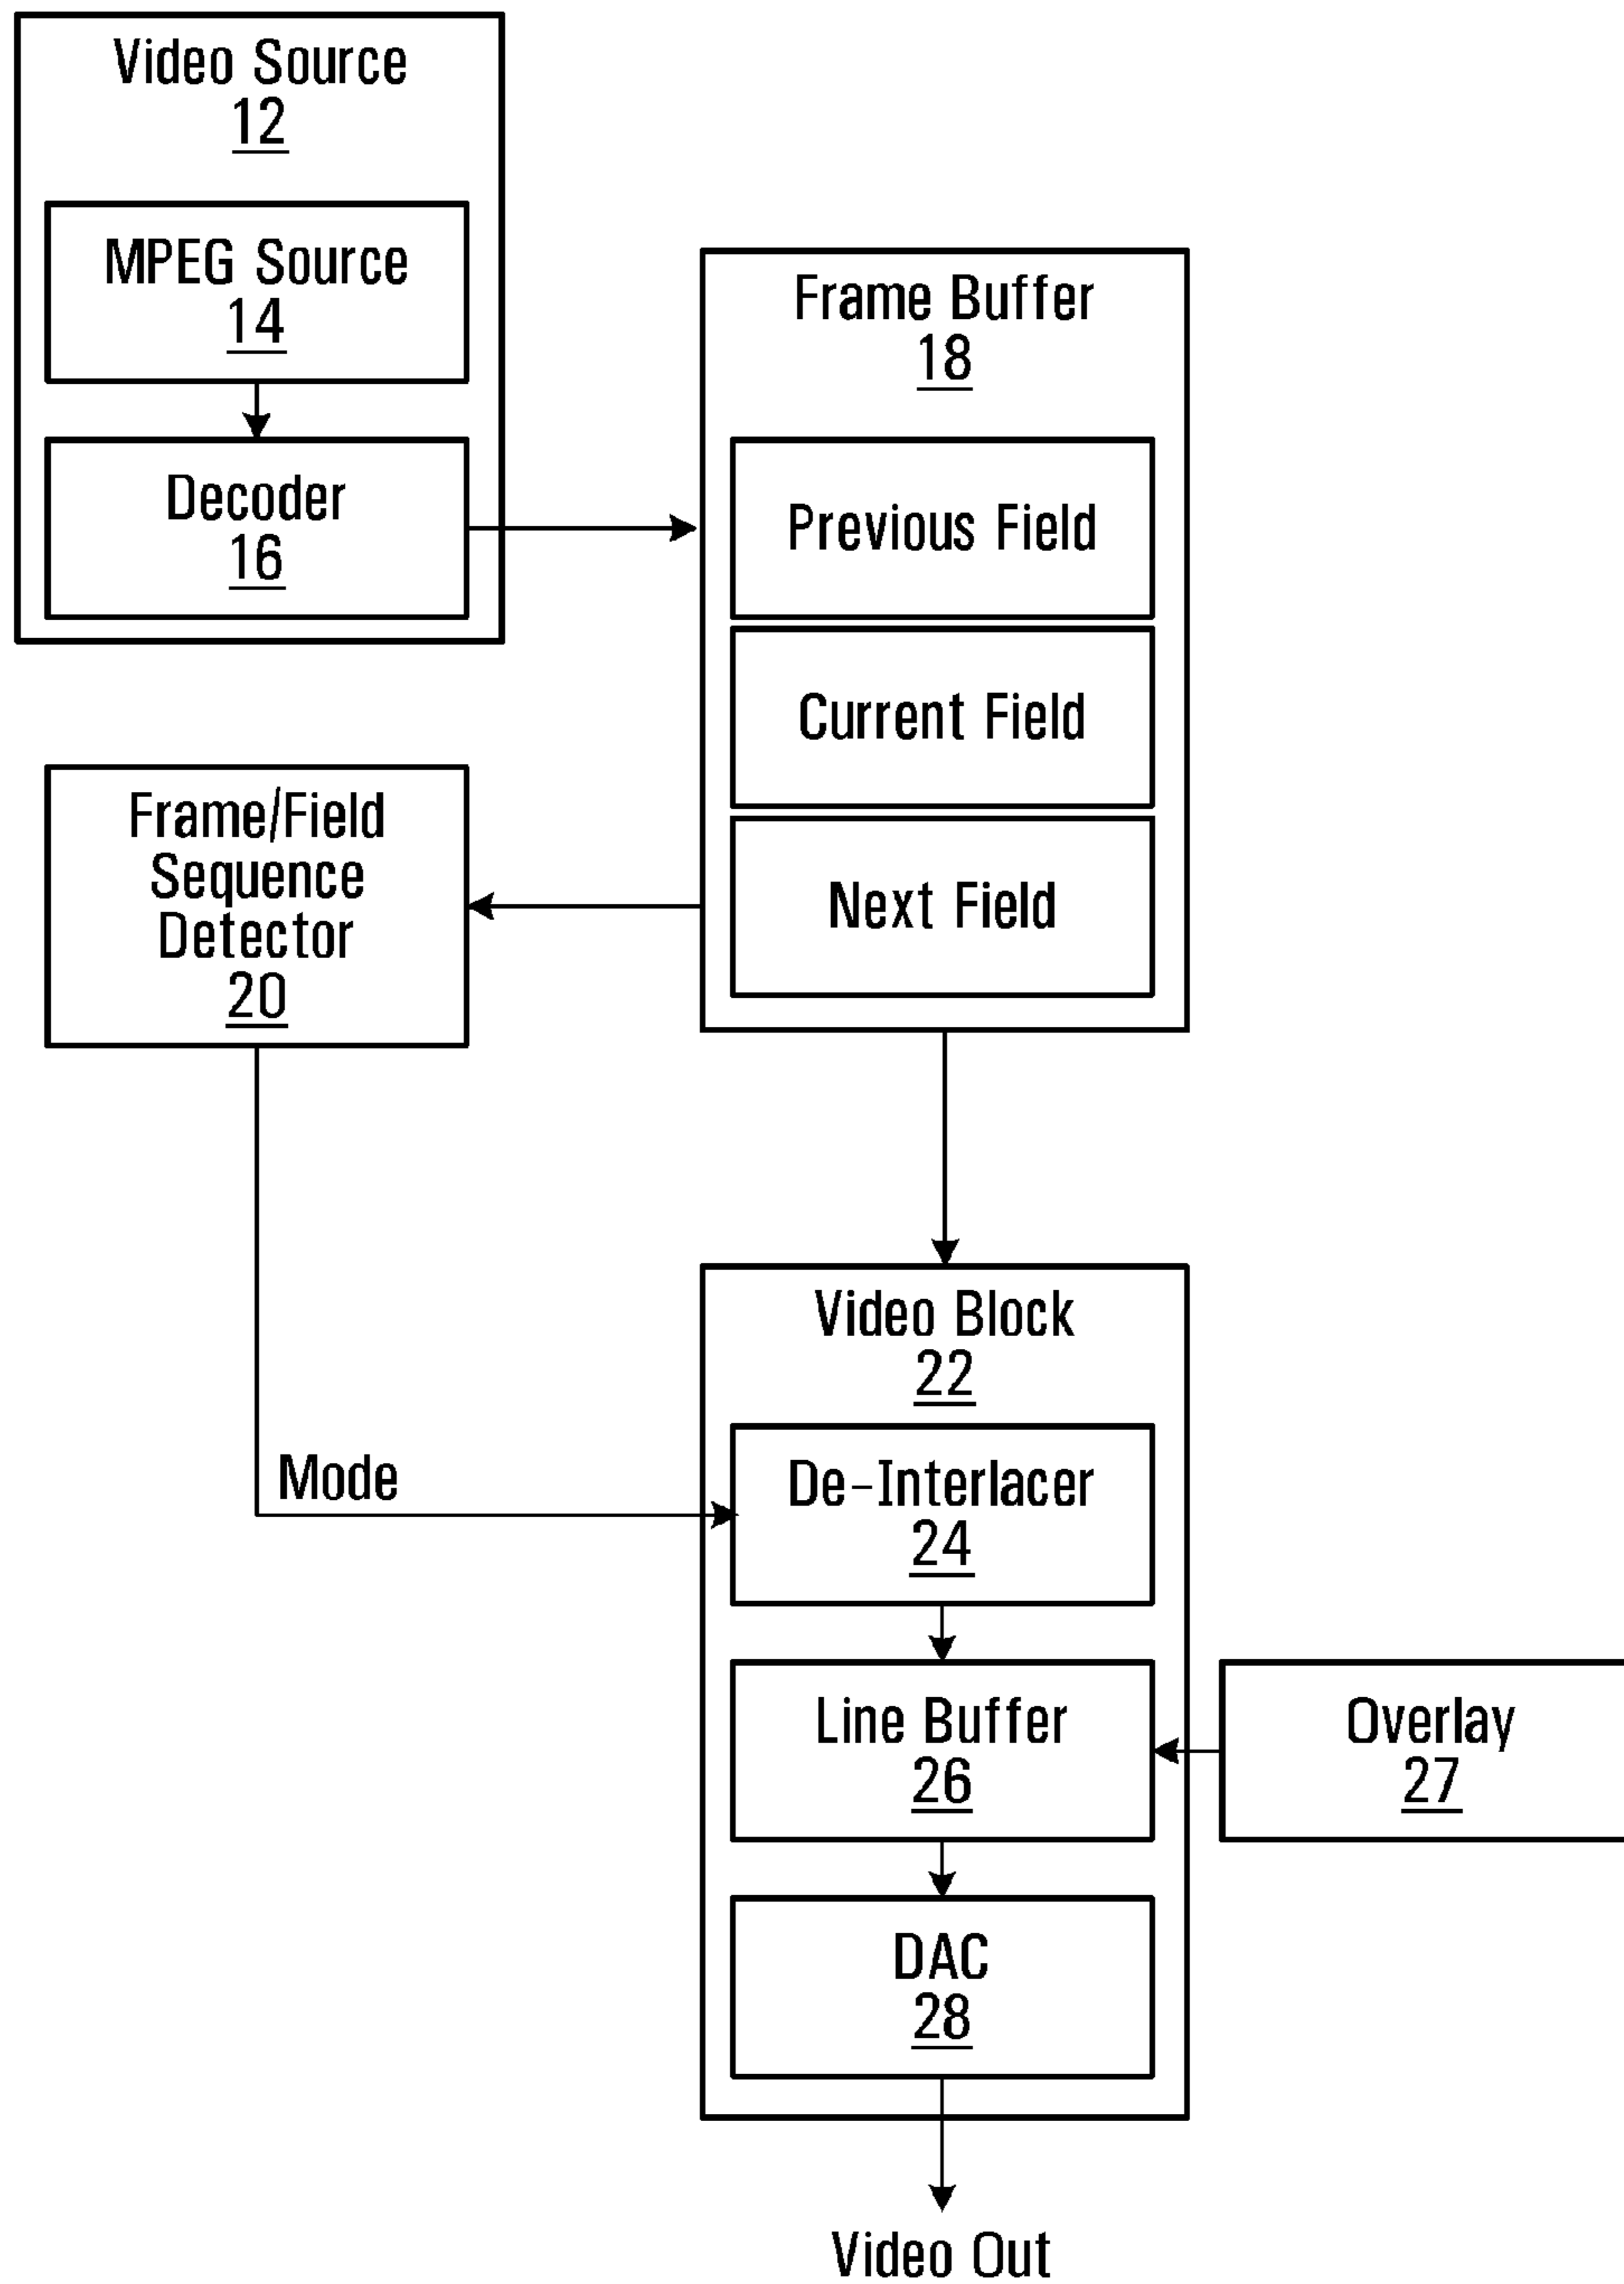 Video Source
12
MPEG Source
14
Decoder
16
Frame Buffer
18
Previous Field
Current Field
Next Field
Frame/Field
Sequence
Detector
20
Video Block
22
Mode
De-Interlacer
24
Line Buffer
26
Overlay
27
DAC
28
Video Out